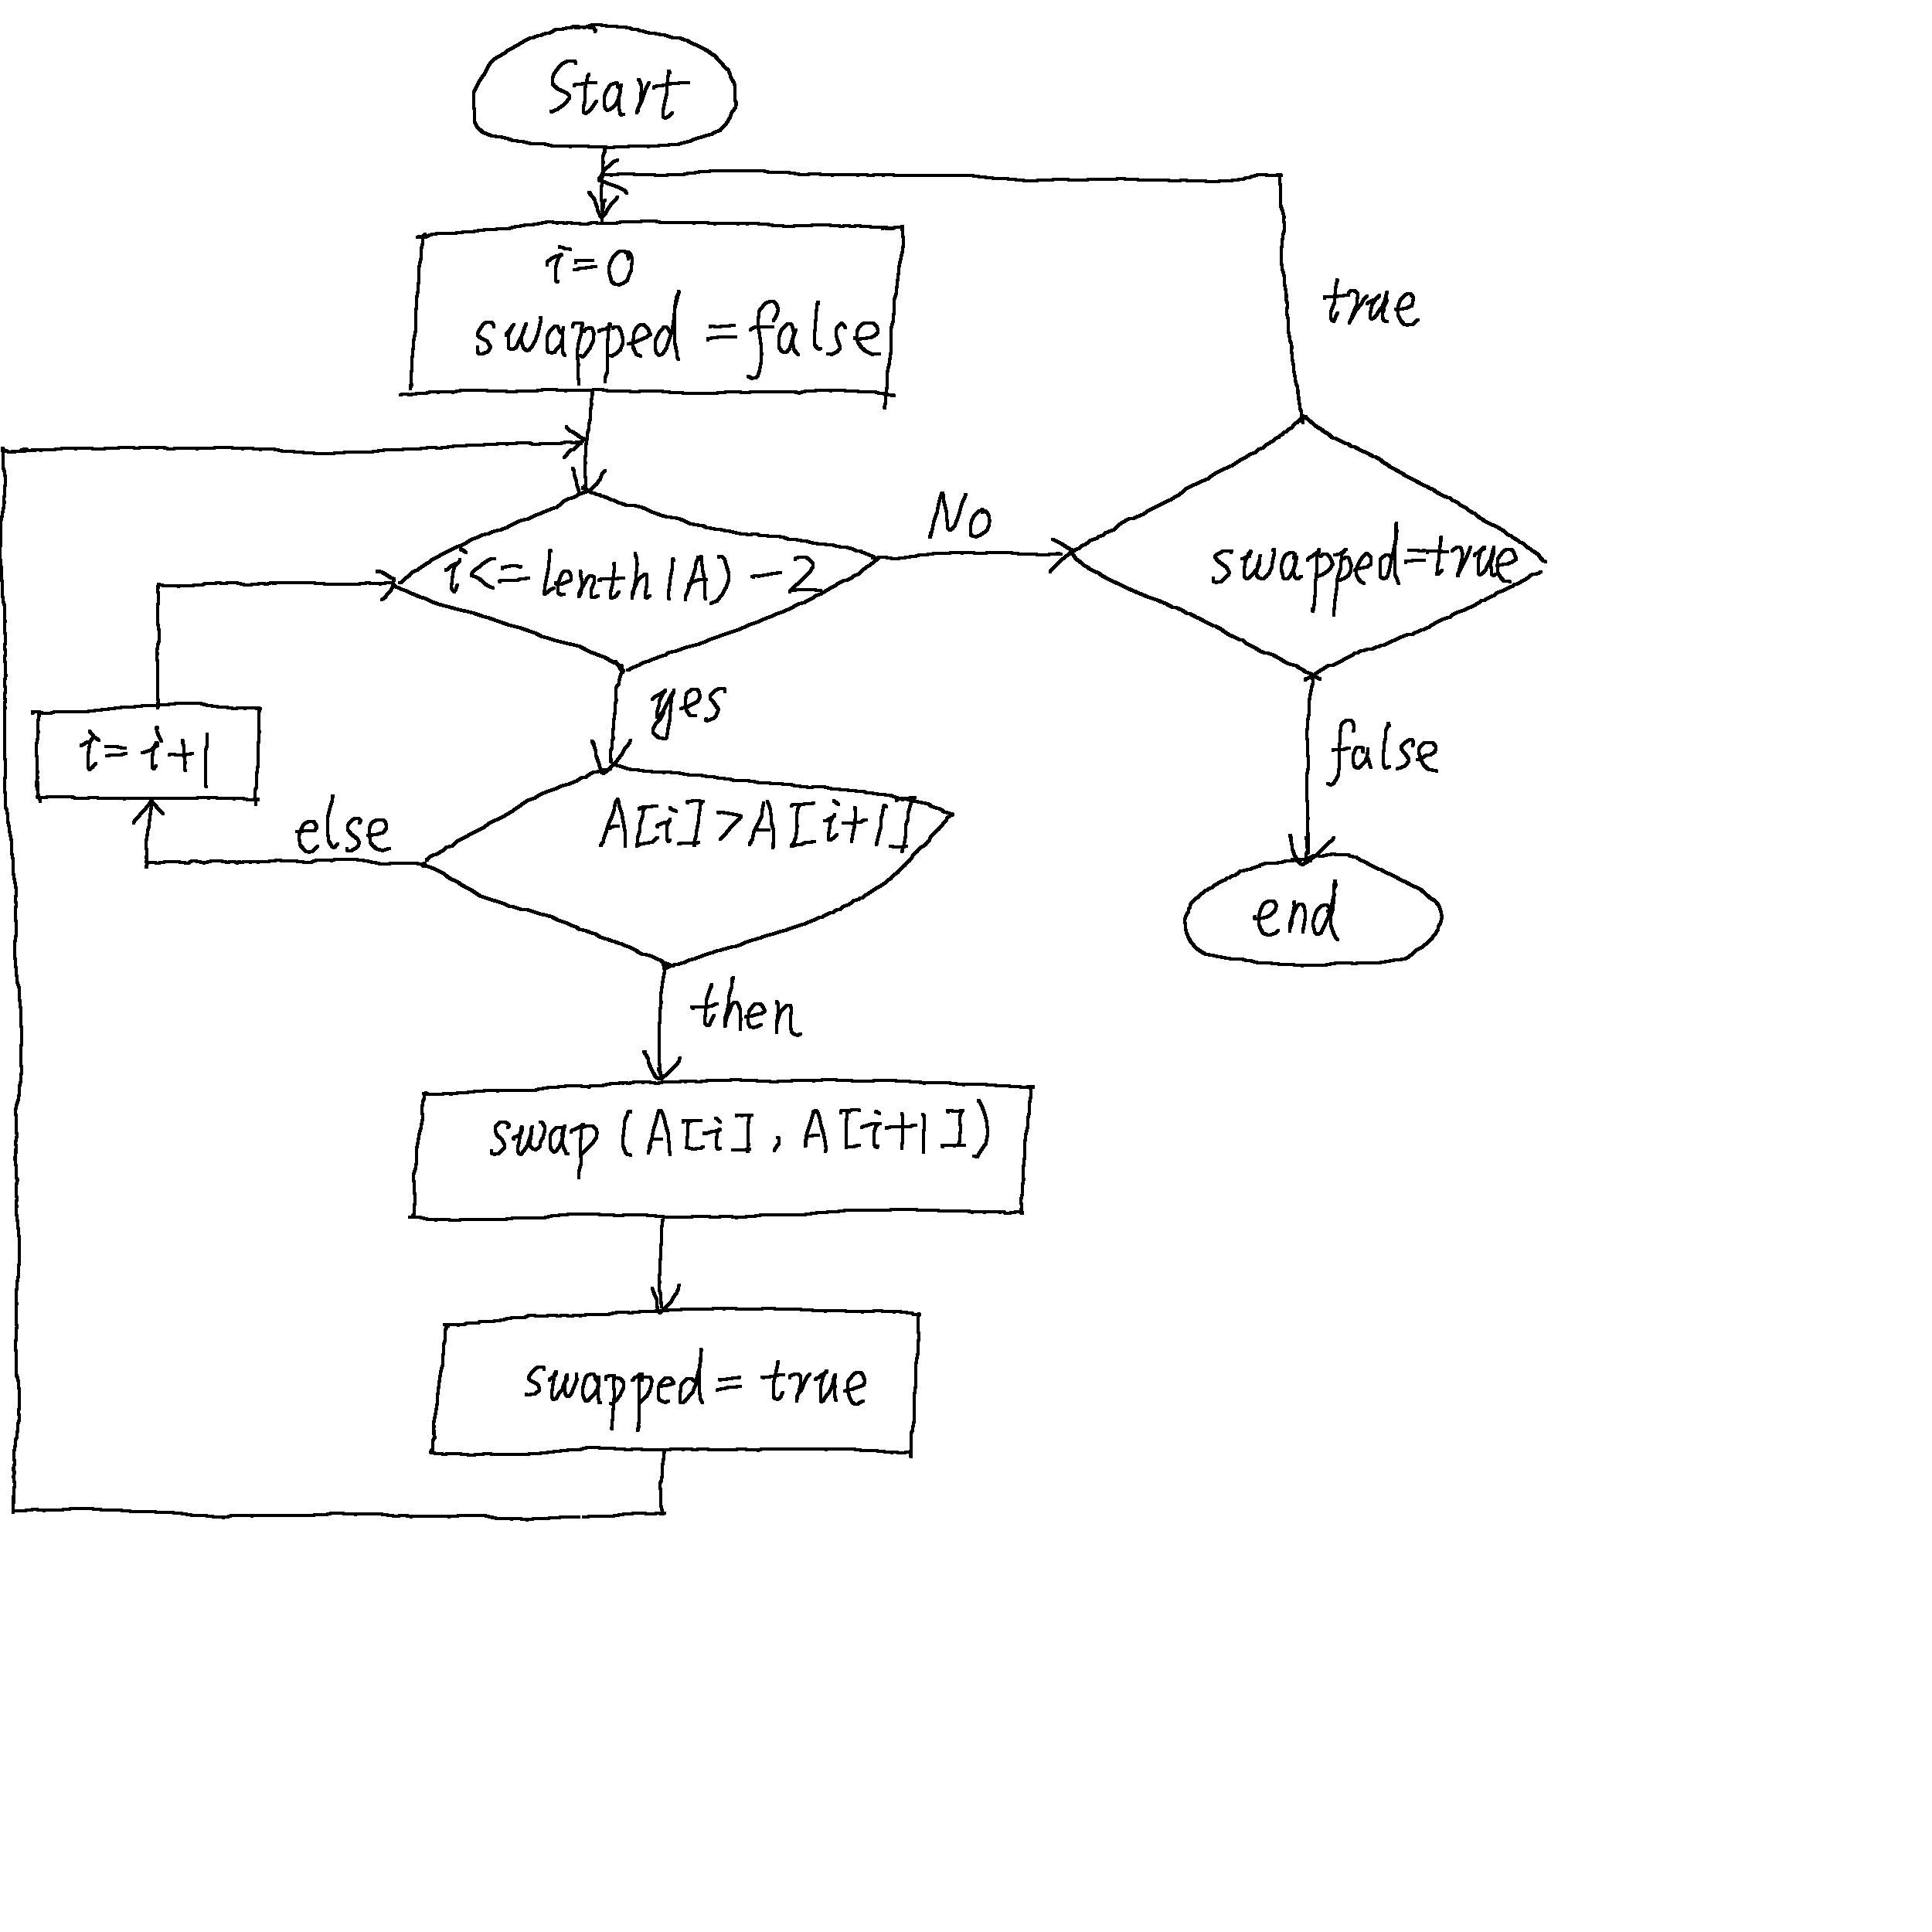 Start
i=0
swapped=false
true
i<=lenth(A)-2
No
swapped=true
yes
i=i+1
else
A[i]>A[i+1]
false
end
then
swap(A[i],A[i+1])
swapped=true